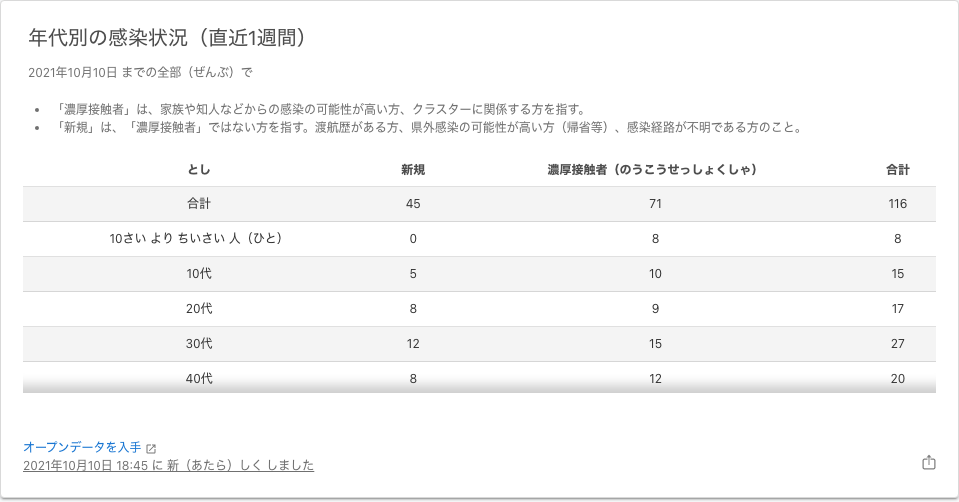 年代別の感染状況（直近1週間）
2021年10月10日 までの全部（ぜんぶ）で
• 「濃厚接触者」は、家族や知人などからの感染の可能性が高い方、クラスターに関係する方を指す。
• 「新規」は、「濃厚接触者」ではない方を指す。渡航歴がある方、県外感染の可能性が高い方（帰省等）、感染経路が不明である方のこと。
とし 新規 濃厚接触者（のうこうせっしょくしゃ） 合計
合計 45 71 116
10さい より ちいさい 人（ひと） 0 8 8
10代 5 10 15
20代 8 9 17
30代 12 15 27
40代 8 12 20
オープンデータを入手
2021年10月10日 18:45 に 新（あたら）しく しました